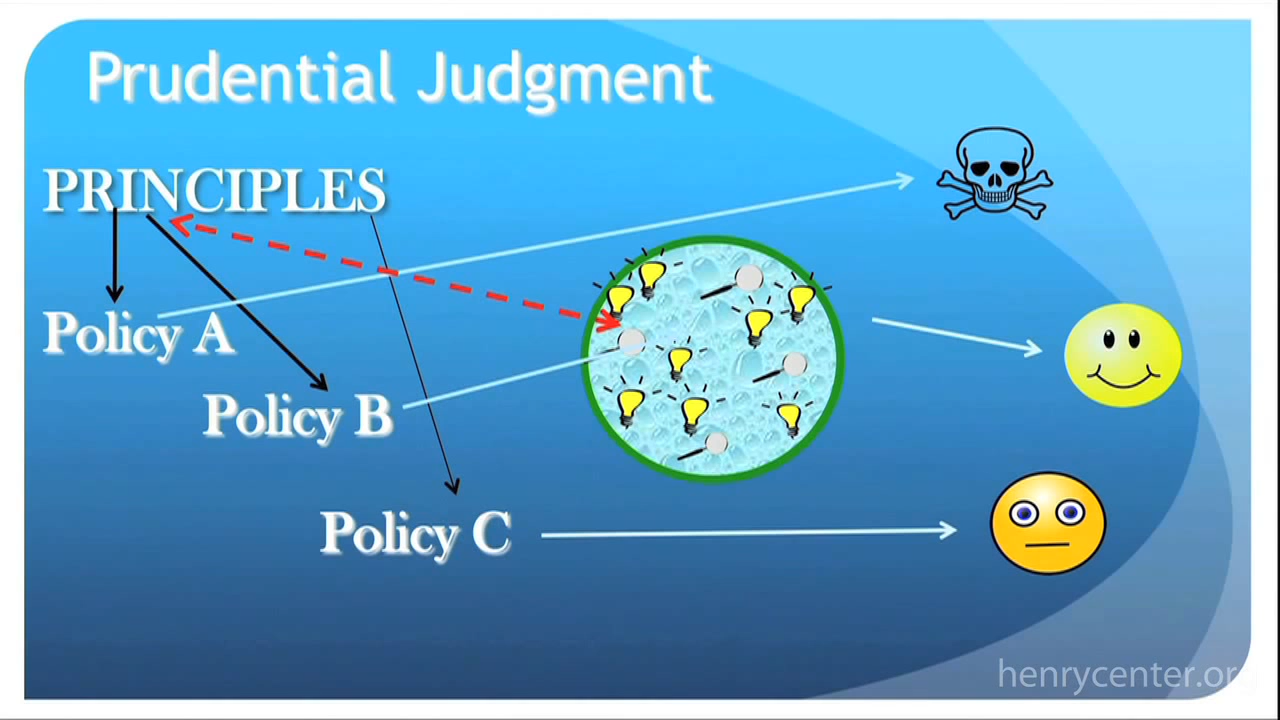 Prudential Judgment
PRINCIPLES
Policy A
Policy B
Policy C
henrycenter.org